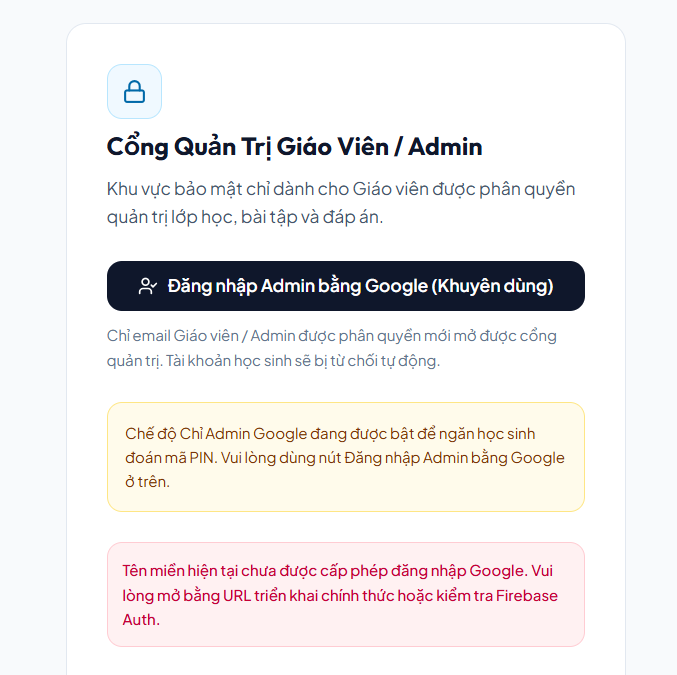 Cổng Quản Trị Giáo Viên / Admin
Khu vực bảo mật chỉ dành cho Giáo viên được phân quyền
quản trị lớp học, bài tập và đáp án.
Đăng nhập Admin bằng Google (Khuyên dùng)
Chỉ email Giáo viên / Admin được phân quyền mới mở được cổng
quản trị. Tài khoản học sinh sẽ bị từ chối tự động.
Chế độ Chỉ Admin Google đang được bật để ngăn học sinh
đoán mã PIN. Vui lòng dùng nút Đăng nhập Admin bằng Google
ở trên.
Tên miền hiện tại chưa được cấp phép đăng nhập Google. Vui
lòng mở bằng URL triển khai chính thức hoặc kiểm tra Firebase
Auth.